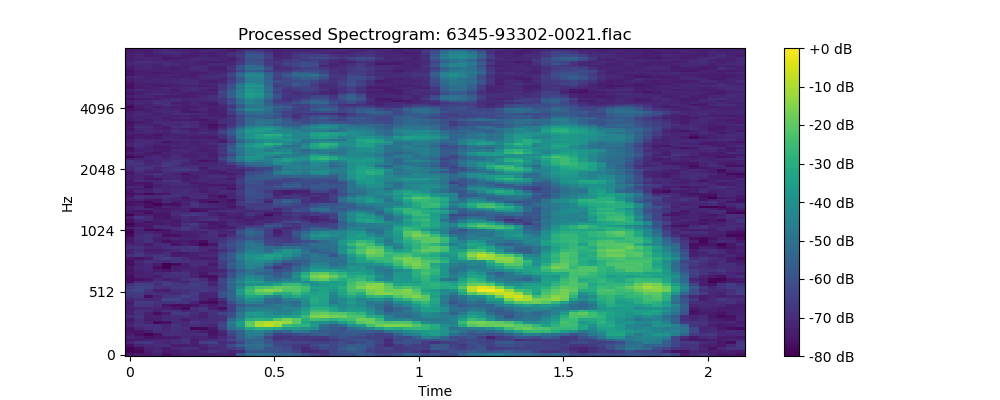 Processed Spectrogram: 6345-93302-0021.flac
Hz
4096
2048
1024
512
0
0
0.5
1
1.5
2
Time
+0 dB
-10 dB
-20 dB
-30 dB
-40 dB
-50 dB
-60 dB
-70 dB
-80 dB